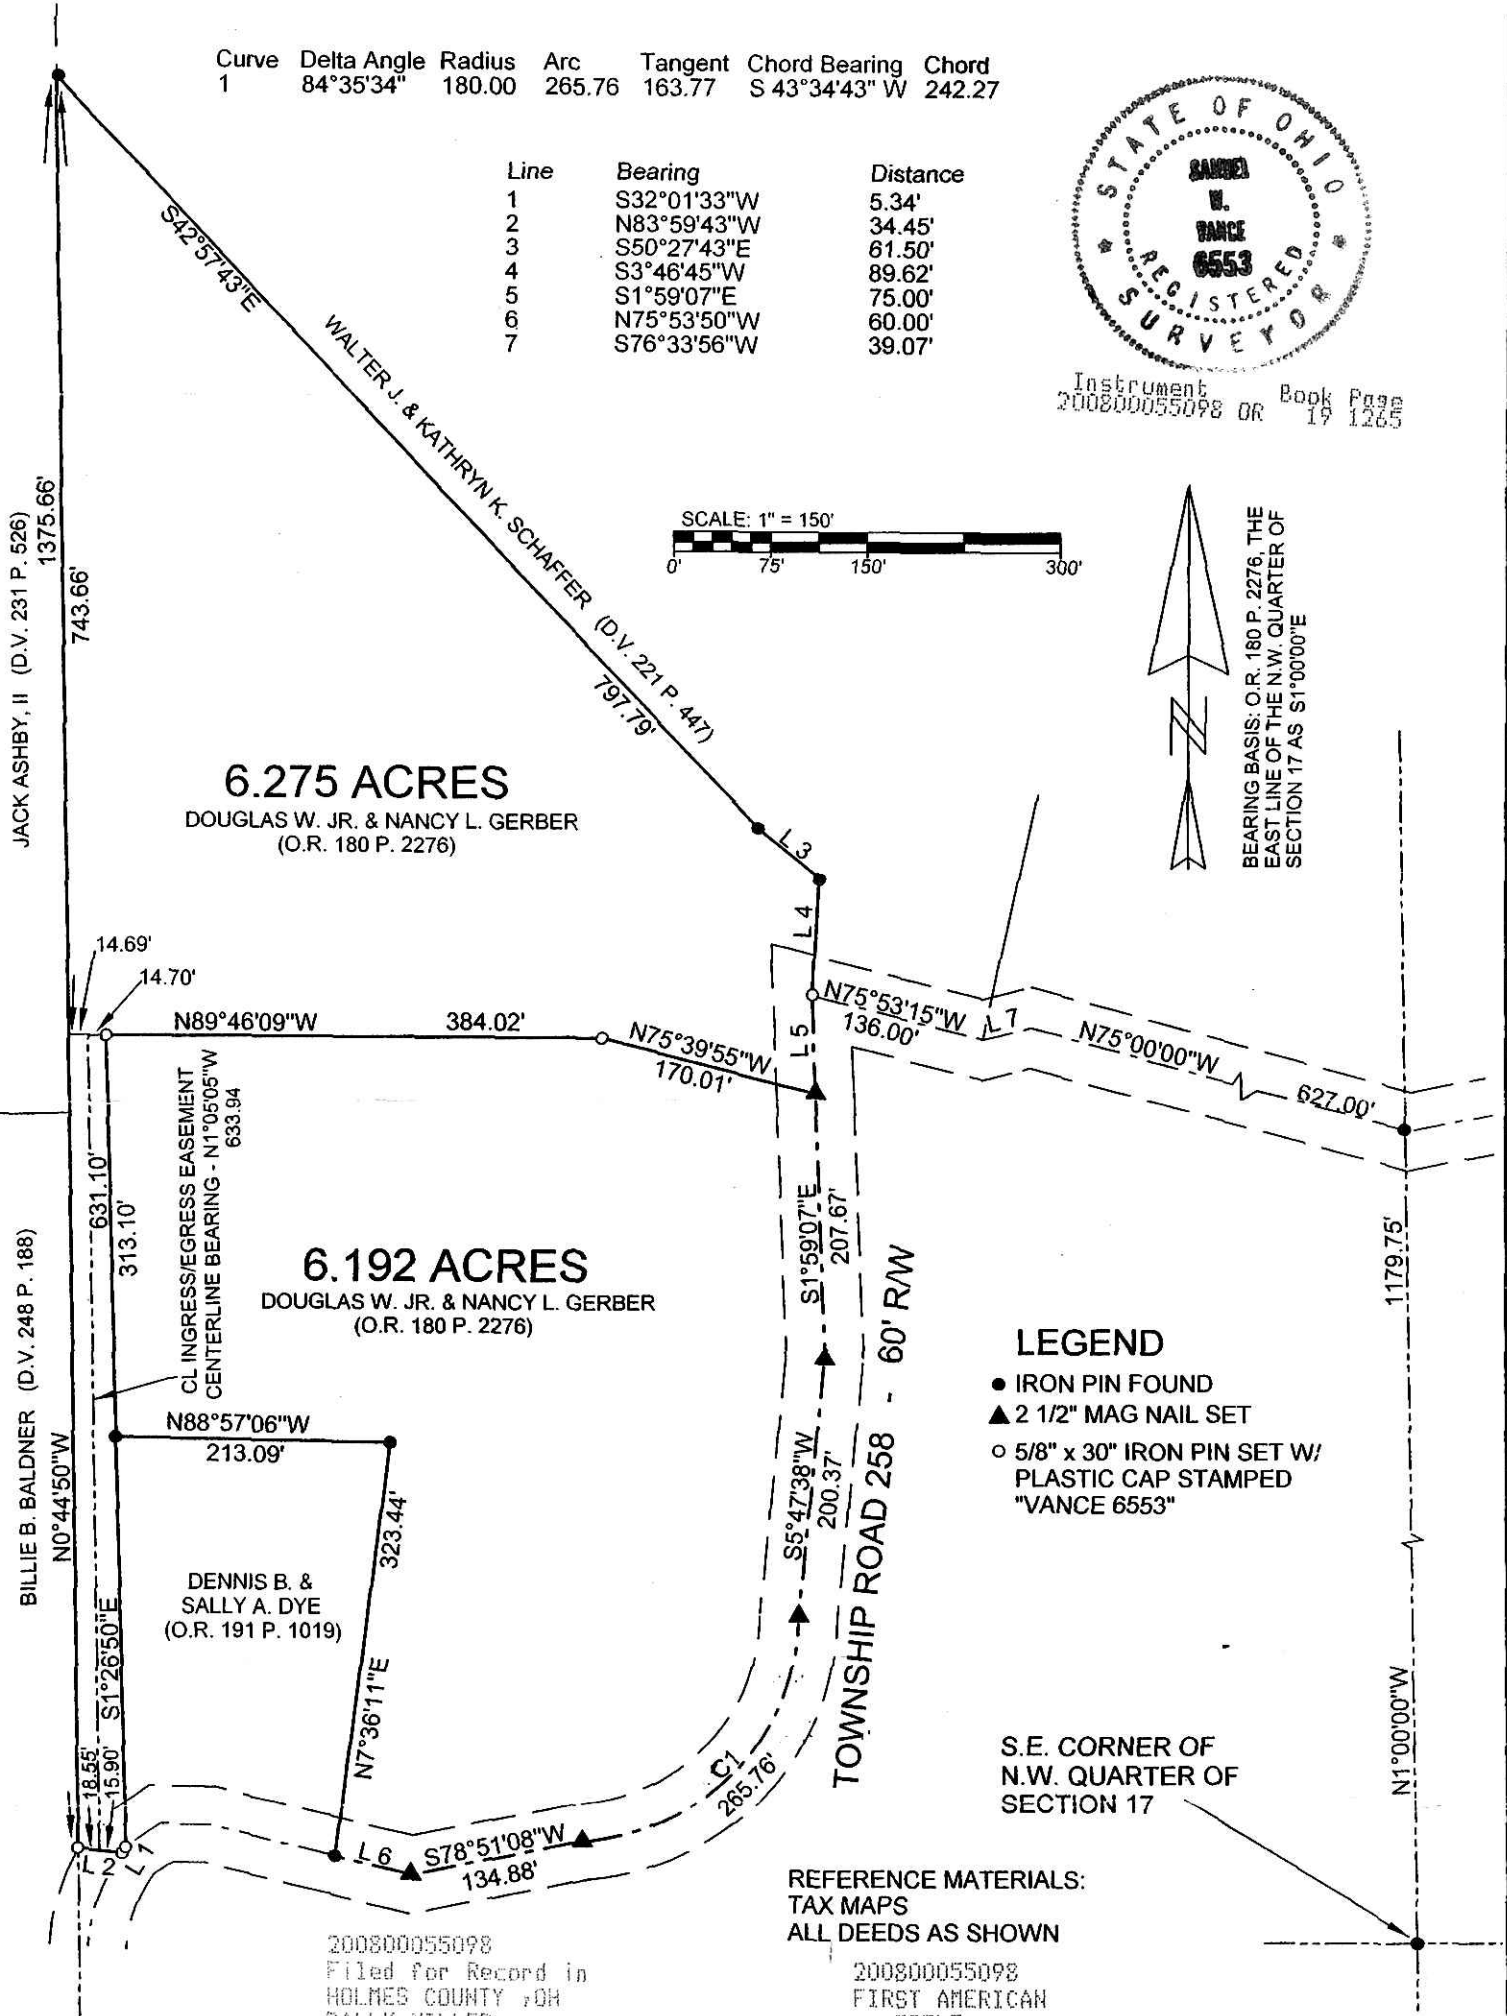 Curve Delta Angle Radius Arc Tangent Chord Bearing Chord
1 84°35'34" 180.00 265.76 163.77 S 43°34'43" W 242.27
Line Bearing Distance
1 S32°01'33"W 5.34'
2 N83°59'43"W 34.45'
3 S50°27'43"E 61.50'
4 S3°46'45"W 89.62'
5 S1°59'07"E 75.00'
6 N75°53'50"W 60.00'
7 S76°33'56"W 39.07'
STATE OF OHIO
SAMUEL
W.
VANCE
6553
REGISTERED
SURVEYOR
Instrument Book Page
200800055098 OR 19 1265
S42°57'43"E
WALTER J. & KATHRYN K. SCHAFFER (D.V. 221 P. 447)
797.79'
JACK ASHBY, II (D.V. 231 P. 526)
1375.66'
743.66'
SCALE: 1" = 150'
0' 75' 150' 300'
N
BEARING BASIS: O.R. 180 P. 2276, THE
EAST LINE OF THE N.W. QUARTER OF
SECTION 17 AS S1°00'00"E
6.275 ACRES
DOUGLAS W. JR. & NANCY L. GERBER
(O.R. 180 P. 2276)
L 3
L 4
14.69'
14.70'
N89°46'09"W 384.02'
N75°39'55"W
170.01'
L 5
N75°53'15"W
136.00'
L 7
N75°00'00"W
627.00'
CL INGRESS/EGRESS EASEMENT
CENTERLINE BEARING - N1°05'05"W
633.94
631.10'
313.10'
6.192 ACRES
DOUGLAS W. JR. & NANCY L. GERBER
(O.R. 180 P. 2276)
S1°59'07"E
207.67'
1179.75'
BILLIE B. BALDNER (D.V. 248 P. 188)
N0°44'50"W
N88°57'06"W
213.09'
323.44'
N7°36'11"E
DENNIS B. &
SALLY A. DYE
(O.R. 191 P. 1019)
S1°26'50"E
S5°47'38"W
200.37'
TOWNSHIP ROAD 258 - 60' R/W
LEGEND
IRON PIN FOUND
2 1/2" MAG NAIL SET
5/8" x 30" IRON PIN SET W/
PLASTIC CAP STAMPED
"VANCE 6553"
18.55'
15.90'
L 2
L 1
L 6
S78°51'08"W
134.88'
C1
265.76'
N1°00'00"W
S.E. CORNER OF
N.W. QUARTER OF
SECTION 17
REFERENCE MATERIALS:
TAX MAPS
ALL DEEDS AS SHOWN
200800055098
Filed for Record in
HOLMES COUNTY ,OH
200800055098
FIRST AMERICAN